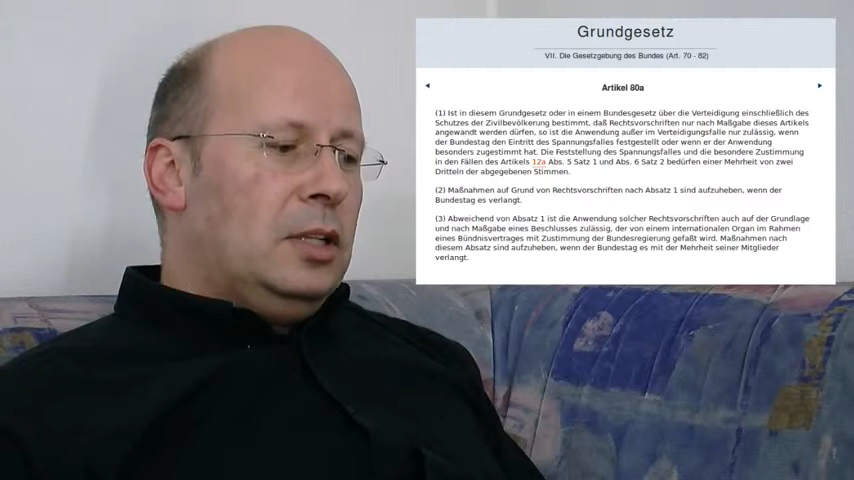 Grundgesetz
VII. Die Gesetzgebung des Bundes (Art. 70 - 82)
Artikel 80a
(1) Ist in diesem Grundgesetz oder in einem Bundesgesetz über die Verteidigung einschließlich des
Schutzes der Zivilbevölkerung bestimmt, daß Rechtsvorschriften nur nach Maßgabe dieses Artikels
angewandt werden dürfen, so ist die Anwendung außer im Verteidigungsfalle nur zulässig, wenn
der Bundestag den Eintritt des Spannungsfalles festgestellt oder wenn er der Anwendung
besonders zugestimmt hat. Die Feststellung des Spannungsfalles und die besondere Zustimmung
in den Fällen des Artikels 12a Abs. 5 Satz 1 und Abs. 6 Satz 2 bedürfen einer Mehrheit von zwei
Dritteln der abgegebenen Stimmen.
(2) Maßnahmen auf Grund von Rechtsvorschriften nach Absatz 1 sind aufzuheben, wenn der
Bundestag es verlangt.
(3) Abweichend von Absatz 1 ist die Anwendung solcher Rechtsvorschriften auch auf der Grundlage
und nach Maßgabe eines Beschlusses zulässig, der von einem internationalen Organ im Rahmen
eines Bündnisvertrages mit Zustimmung der Bundesregierung gefaßt wird. Maßnahmen nach
diesem Absatz sind aufzuheben, wenn der Bundestag es mit der Mehrheit seiner Mitglieder
verlangt.